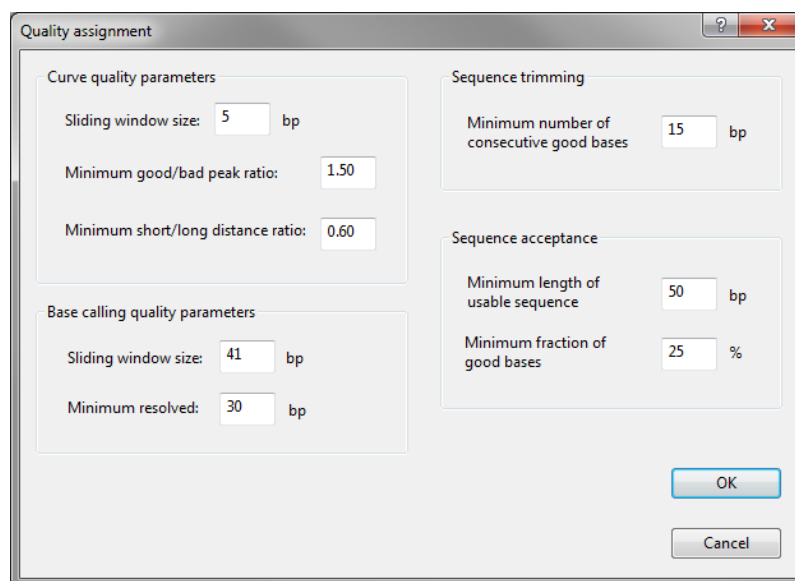 Quality assignment
Curve quality parameters
Sliding window size: 5 bp
Minimum good/bad peak ratio: 1.50
Minimum short/long distance ratio: 0.60
Base calling quality parameters
Sliding window size: 41 bp
Minimum resolved: 30 bp
Sequence trimming
Minimum number of
consecutive good bases 15 bp
Sequence acceptance
Minimum length of
usable sequence 50 bp
Minimum fraction of
good bases 25 %
OK
Cancel